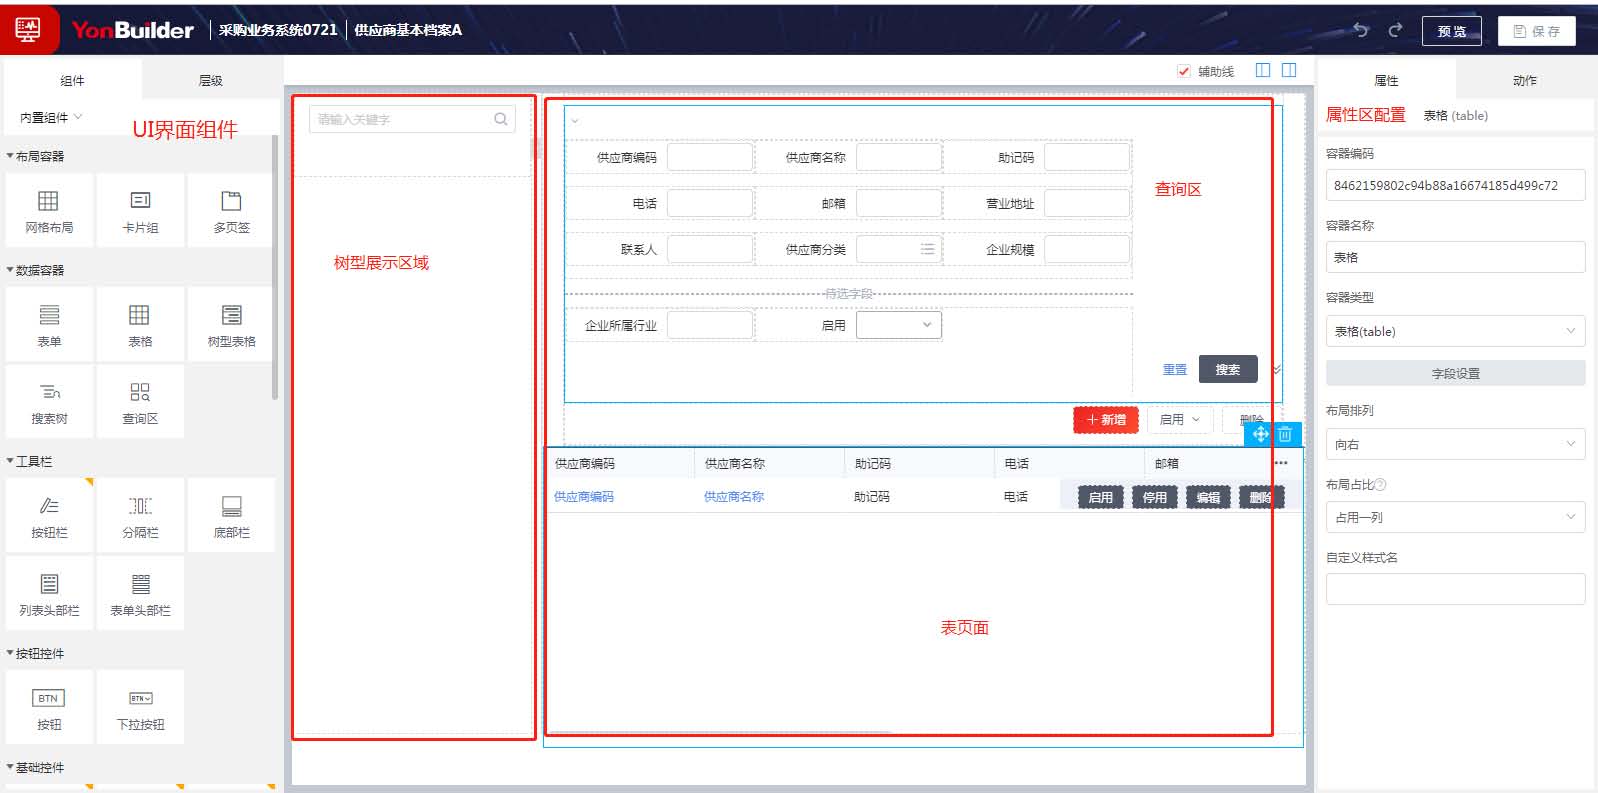 YonBuilder 采购业务系统0721 供应商基本档案A 预览 保存
组件 层级
内置组件
UI界面组件
布局容器
网格布局 卡片组 多页签
数据容器
表单 表格 树型表格
搜索树 查询区
工具栏
按钮栏 分隔栏 底部栏
列表头部栏 表单头部栏
按钮控件
BTN BTN
按钮 下拉按钮
基础控件
辅助线
请输入关键字
树型展示区域
供应商编码 供应商名称 助记码
查询区
电话 邮箱 营业地址
联系人 供应商分类 企业规模
待选字段
企业所属行业 启用
重置 搜索
新增 启用 删除
供应商编码 供应商名称 助记码 电话 邮箱
供应商编码 供应商名称 助记码 电话 启用 停用 编辑 删除
表页面
属性 动作
属性区配置 表格 (table)
容器编码
8462159802c94b88a16674185d499c72
容器名称
表格
容器类型
表格(table)
字段设置
布局排列
向右
布局占比
占用一列
自定义样式名